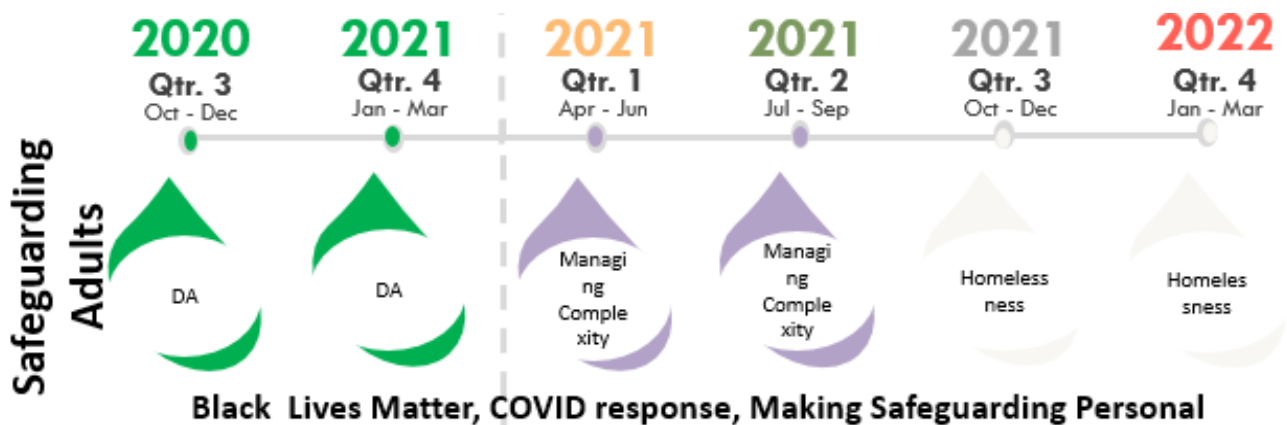 2020 2021 2021 2021 2021 2022
Qtr. 3 Qtr. 4 Qtr. 1 Qtr. 2 Qtr. 3 Qtr. 4
Oct - Dec Jan - Mar Apr - Jun Jul - Sep Oct - Dec Jan - Mar
Safeguarding
Adults
DA
DA
Managi
ng
Comple
xity
Managi
ng
Comple
xity
Homeless
ness
Homeles
sness
Black Lives Matter, COVID response, Making Safeguarding Personal